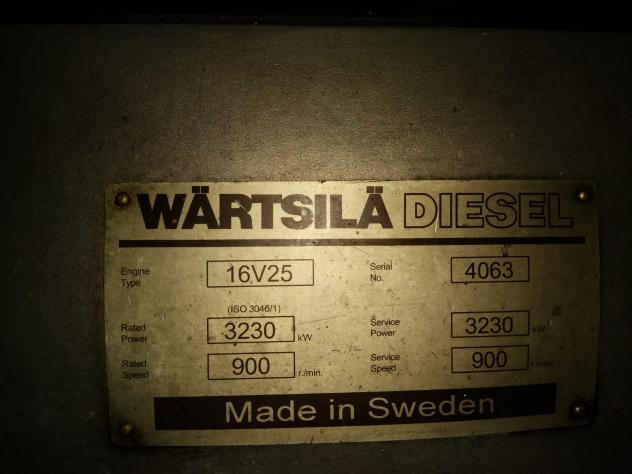 WÄRTSILÄ DIESEL
Engine Type 16V25 Serial No. 4063
(ISO 3046/1)
Rated Power 3230 kW Service Power 3230 kW
Rated Speed 900 r./min. Service Speed 900 r./min.
Made in Sweden